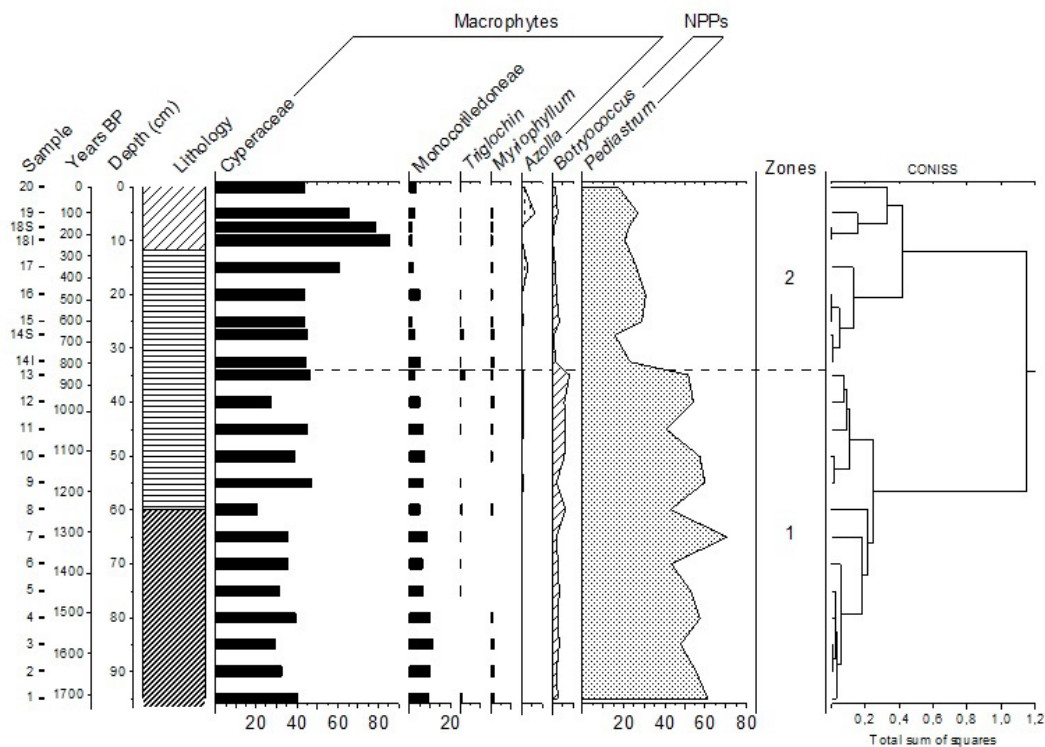 Macrophytes NPPs
Sample Years BP Depth (cm) Lithology Cyperaceae Monocotiledoneae Triglochin Myriophyllum Azolla Botryococcus Pediastrum Zones CONISS
20 0 0
19 100
18S
18I 200 10
300
17 400
16 500 20
2
15 600
14S 700 30
14I 800
13 900
12 1000 40
11 1100
10 50
9 1200
8 60
7 1300 1
6 1400 70
5
4 1500 80
3 1600
2 90
1 1700
20 40 60 80 20 20 40 60 80 0,2 0,4 0,6 0,8 1,0 1,2
Total sum of squares